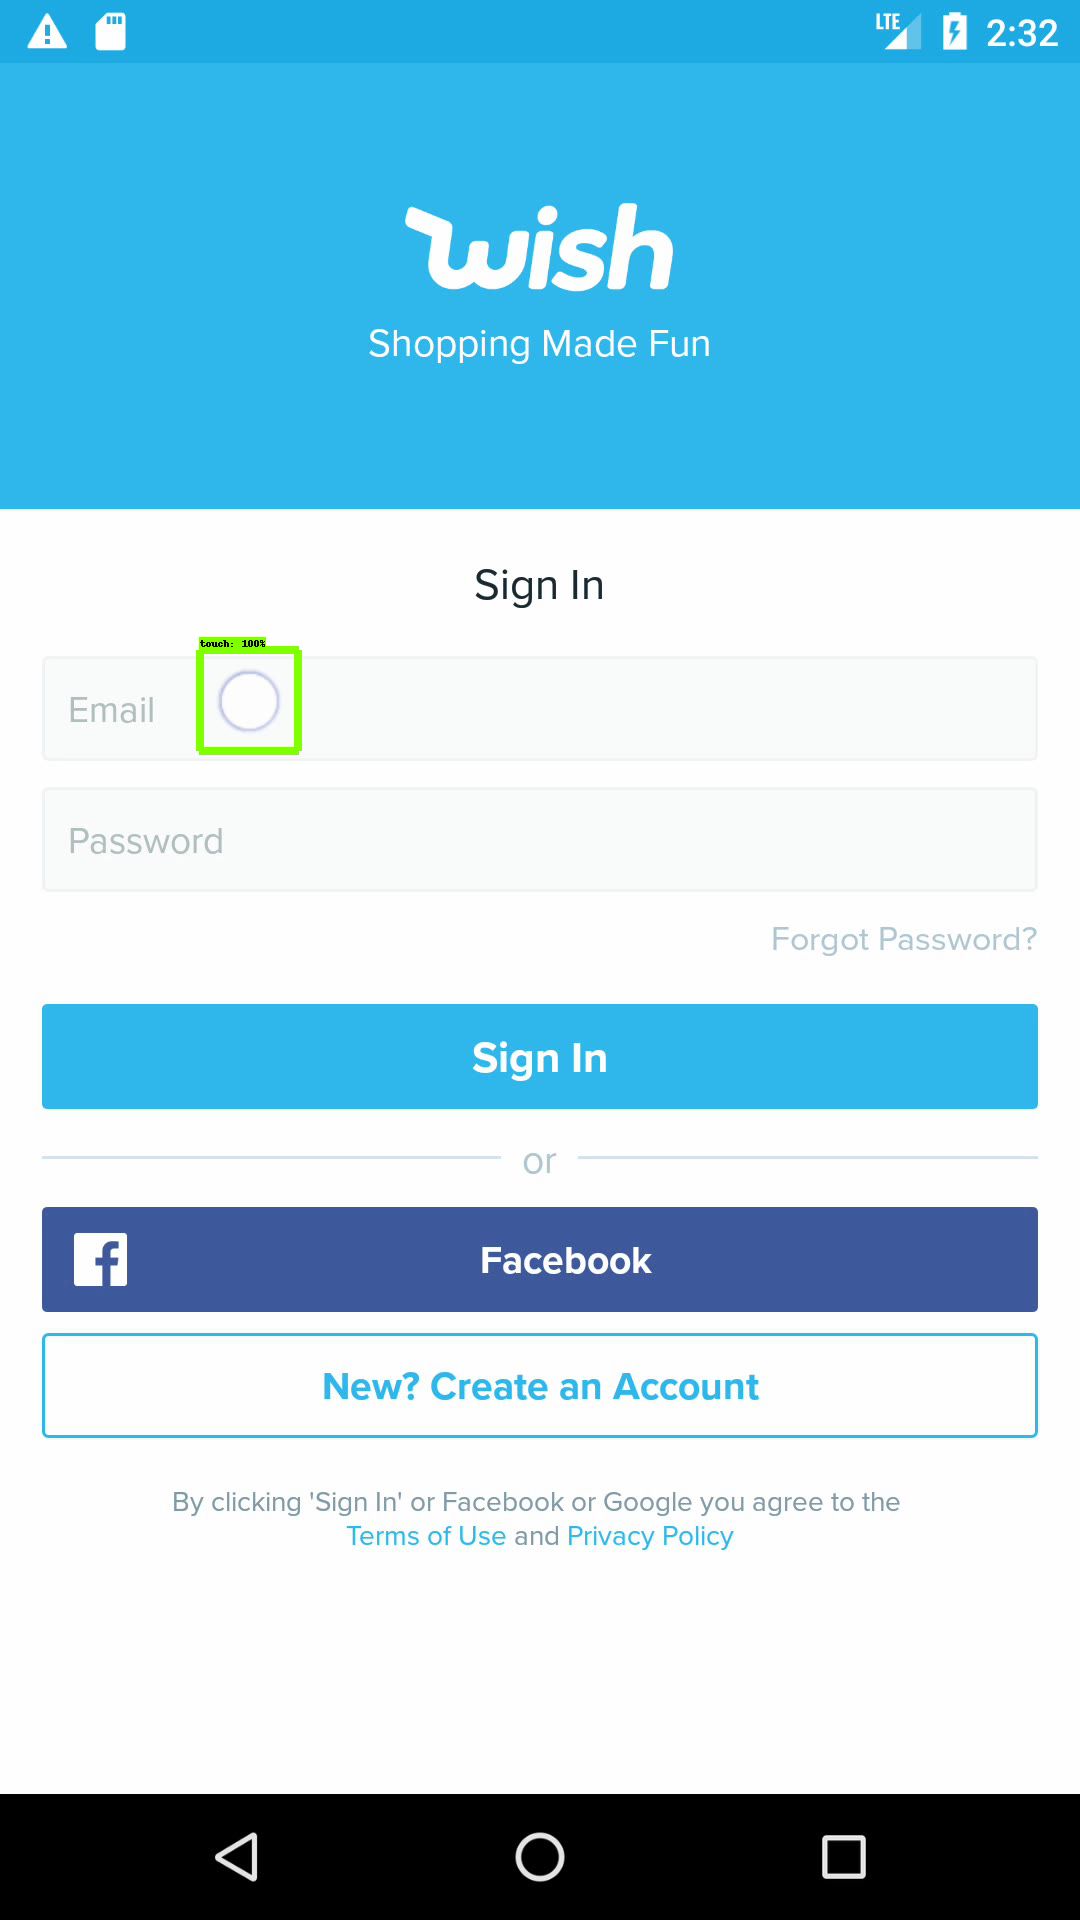 LTE 2:32
wish
Shopping Made Fun
Sign In
touch: 100%
Email
Password
Forgot Password?
Sign In
or
Facebook
New? Create an Account
By clicking 'Sign In' or Facebook or Google you agree to the
Terms of Use and Privacy Policy